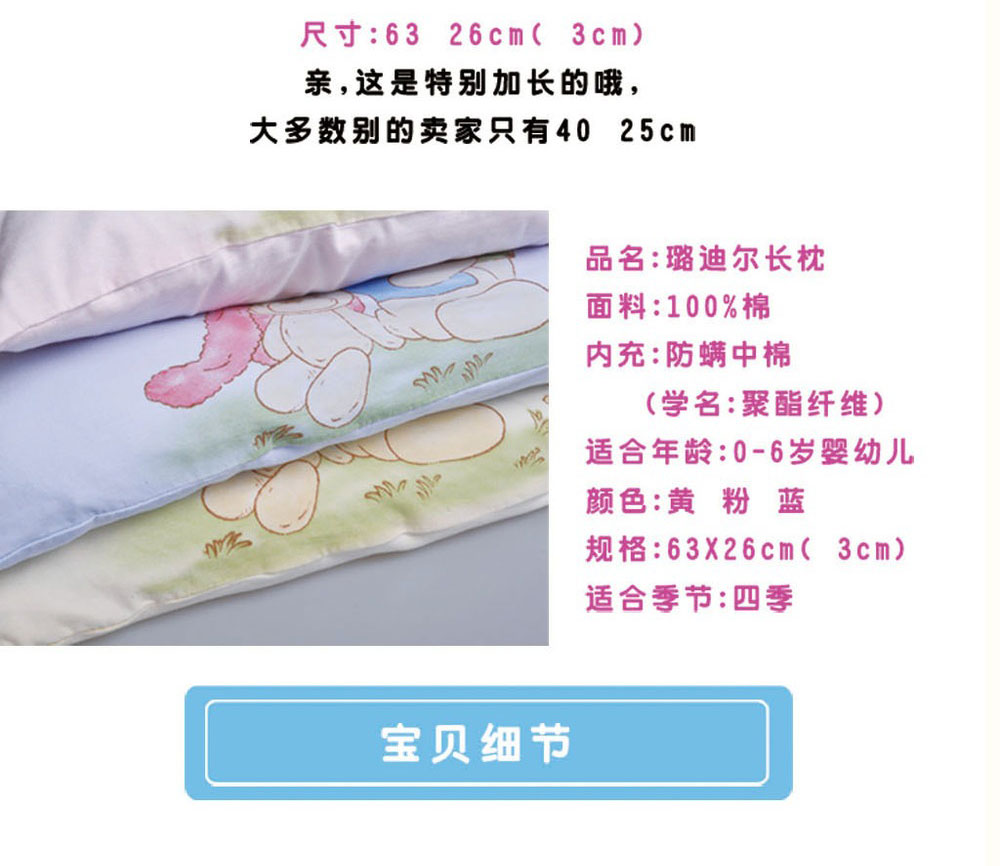 尺寸:63 26cm( 3cm)
亲,这是特别加长的哦,
大多数别的卖家只有40 25cm
品名:璐迪尔长枕
面料:100%棉
内充:防螨中棉
(学名:聚酯纤维)
适合年龄:0-6岁婴幼儿
颜色:黄 粉 蓝
规格:63X26cm( 3cm)
适合季节:四季
宝贝细节